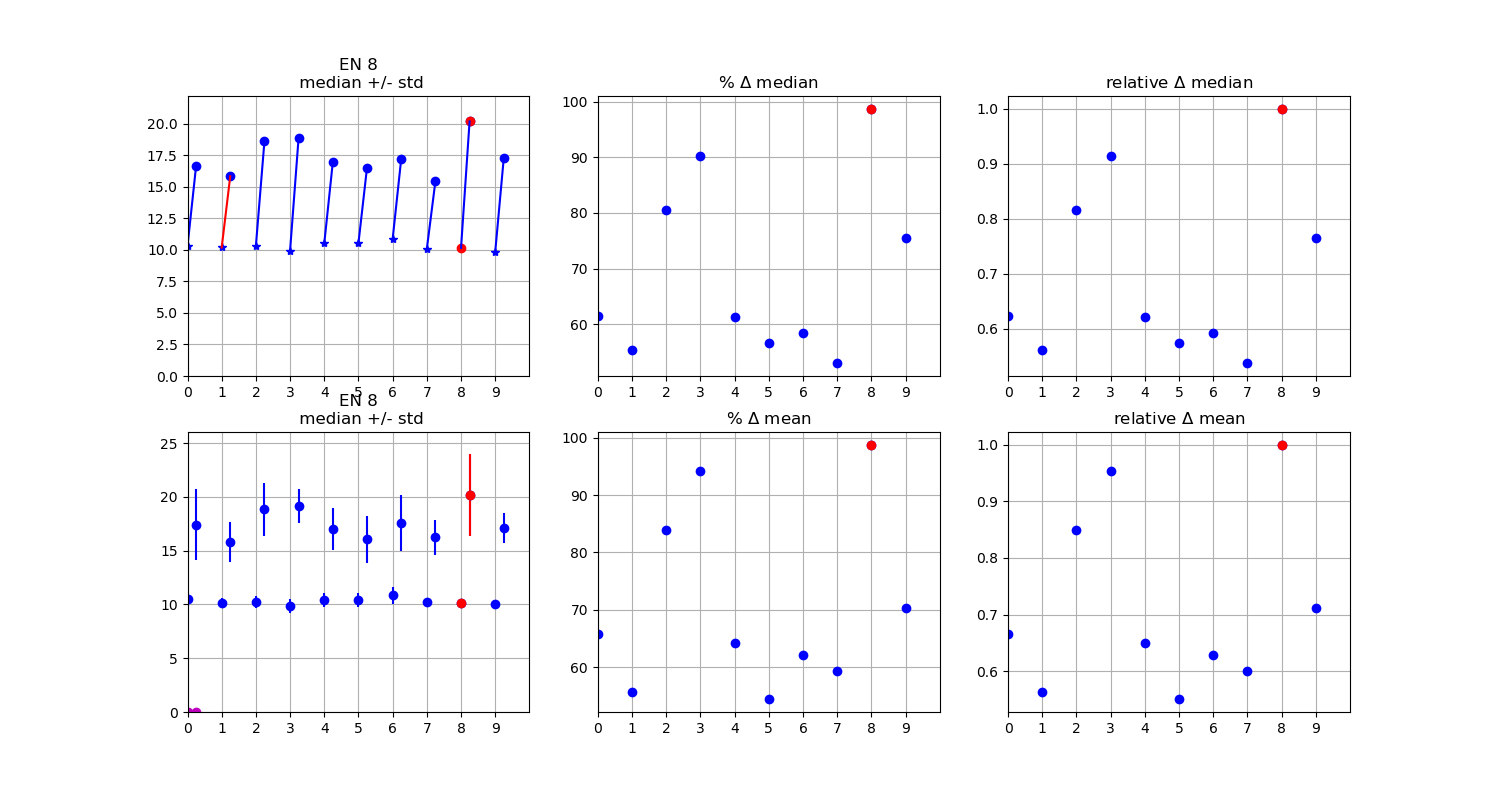 EN 8
median +/- std
20.0
17.5
15.0
12.5
10.0
7.5
5.0
2.5
0.0
0 1 2 3 4 5 6 7 8 9
% Δ median
100
90
80
70
60
0 1 2 3 4 5 6 7 8 9
relative Δ median
1.0
0.9
0.8
0.7
0.6
0 1 2 3 4 5 6 7 8 9
EN 8
median +/- std
25
20
15
10
5
0
0 1 2 3 4 5 6 7 8 9
% Δ mean
100
90
80
70
60
0 1 2 3 4 5 6 7 8 9
relative Δ mean
1.0
0.9
0.8
0.7
0.6
0 1 2 3 4 5 6 7 8 9